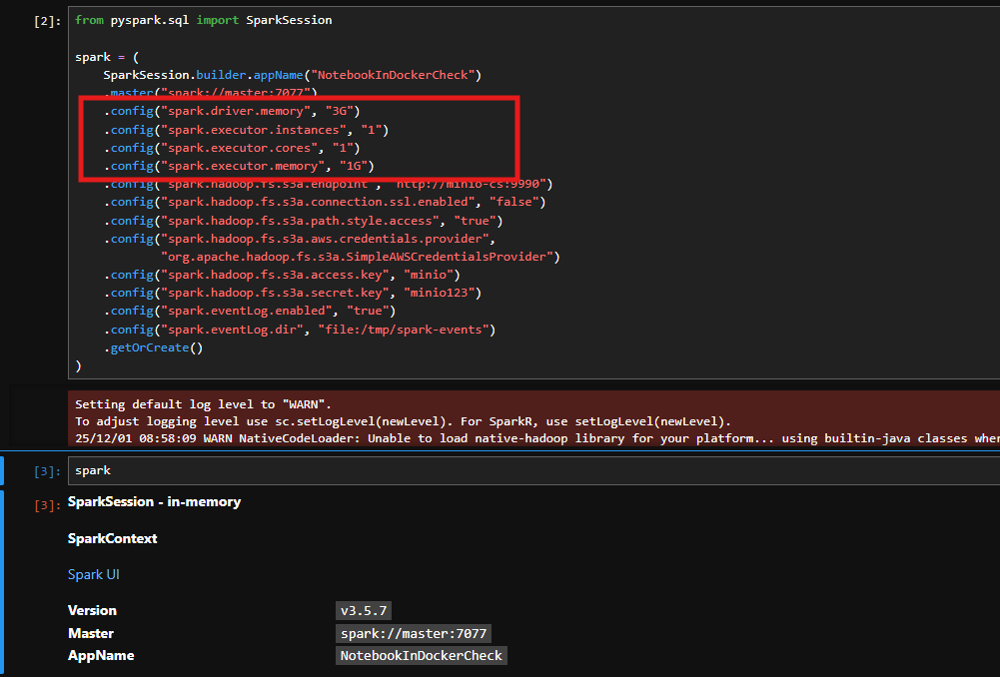 [2]:
from pyspark.sql import SparkSession
spark = (
SparkSession.builder.appName("NotebookInDockerCheck")
.master("spark://master:7077")
.config("spark.driver.memory", "3G")
.config("spark.executor.instances", "1")
.config("spark.executor.cores", "1")
.config("spark.executor.memory", "1G")
.config("spark.hadoop.fs.s3a.endpoint", "http://minio-cs:9990")
.config("spark.hadoop.fs.s3a.connection.ssl.enabled", "false")
.config("spark.hadoop.fs.s3a.path.style.access", "true")
.config("spark.hadoop.fs.s3a.aws.credentials.provider",
"org.apache.hadoop.fs.s3a.SimpleAWSCredentialsProvider")
.config("spark.hadoop.fs.s3a.access.key", "minio")
.config("spark.hadoop.fs.s3a.secret.key", "minio123")
.config("spark.eventLog.enabled", "true")
.config("spark.eventLog.dir", "file:/tmp/spark-events")
.getOrCreate()
)
Setting default log level to "WARN".
To adjust logging level use sc.setLogLevel(newLevel). For SparkR, use setLogLevel(newLevel).
25/12/01 08:58:09 WARN NativeCodeLoader: Unable to load native-hadoop library for your platform... using builtin-java classes wher
[3]:
spark
[3]:
SparkSession - in-memory
SparkContext
Spark UI
Version v3.5.7
Master spark://master:7077
AppName NotebookInDockerCheck